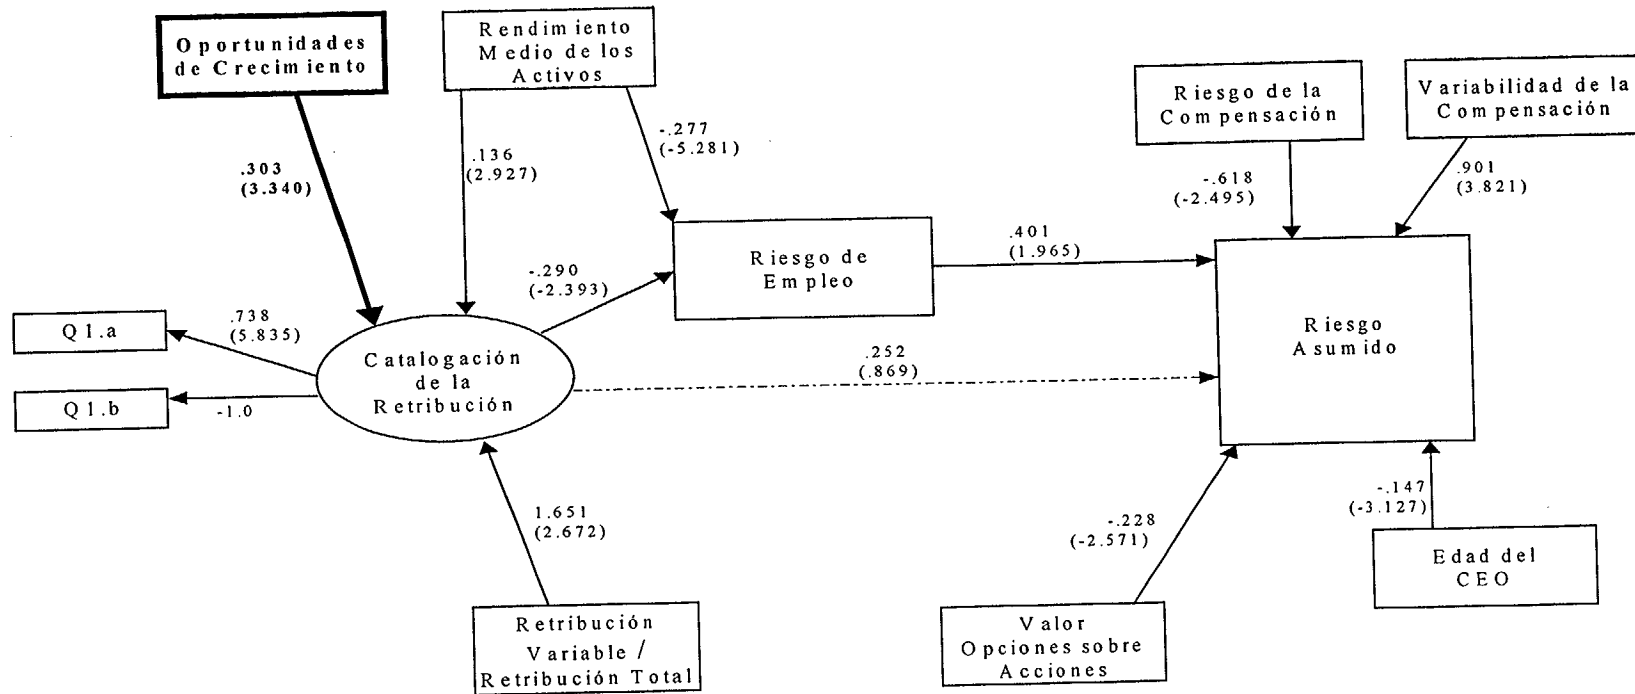 Oportunidades
de Crecimiento
Rendimiento
Medio de los
Activos
Riesgo de la
Compensación
Variabilidad de la
Compensación
.303
(3.340)
.136
(2.927)
-.277
(-5.281)
-.618
(-2.495)
.901
(3.821)
Riesgo de
Empleo
.401
(1.965)
-.290
(-2.393)
Riesgo
Asumido
Q1.a
.738
(5.835)
Q1.b
-1.0
Catalogación
de la
Retribución
.252
(.869)
1.651
(2.672)
-.228
(-2.571)
-.147
(-3.127)
Edad del
CEO
Retribución
Variable /
Retribución Total
Valor
Opciones sobre
Acciones